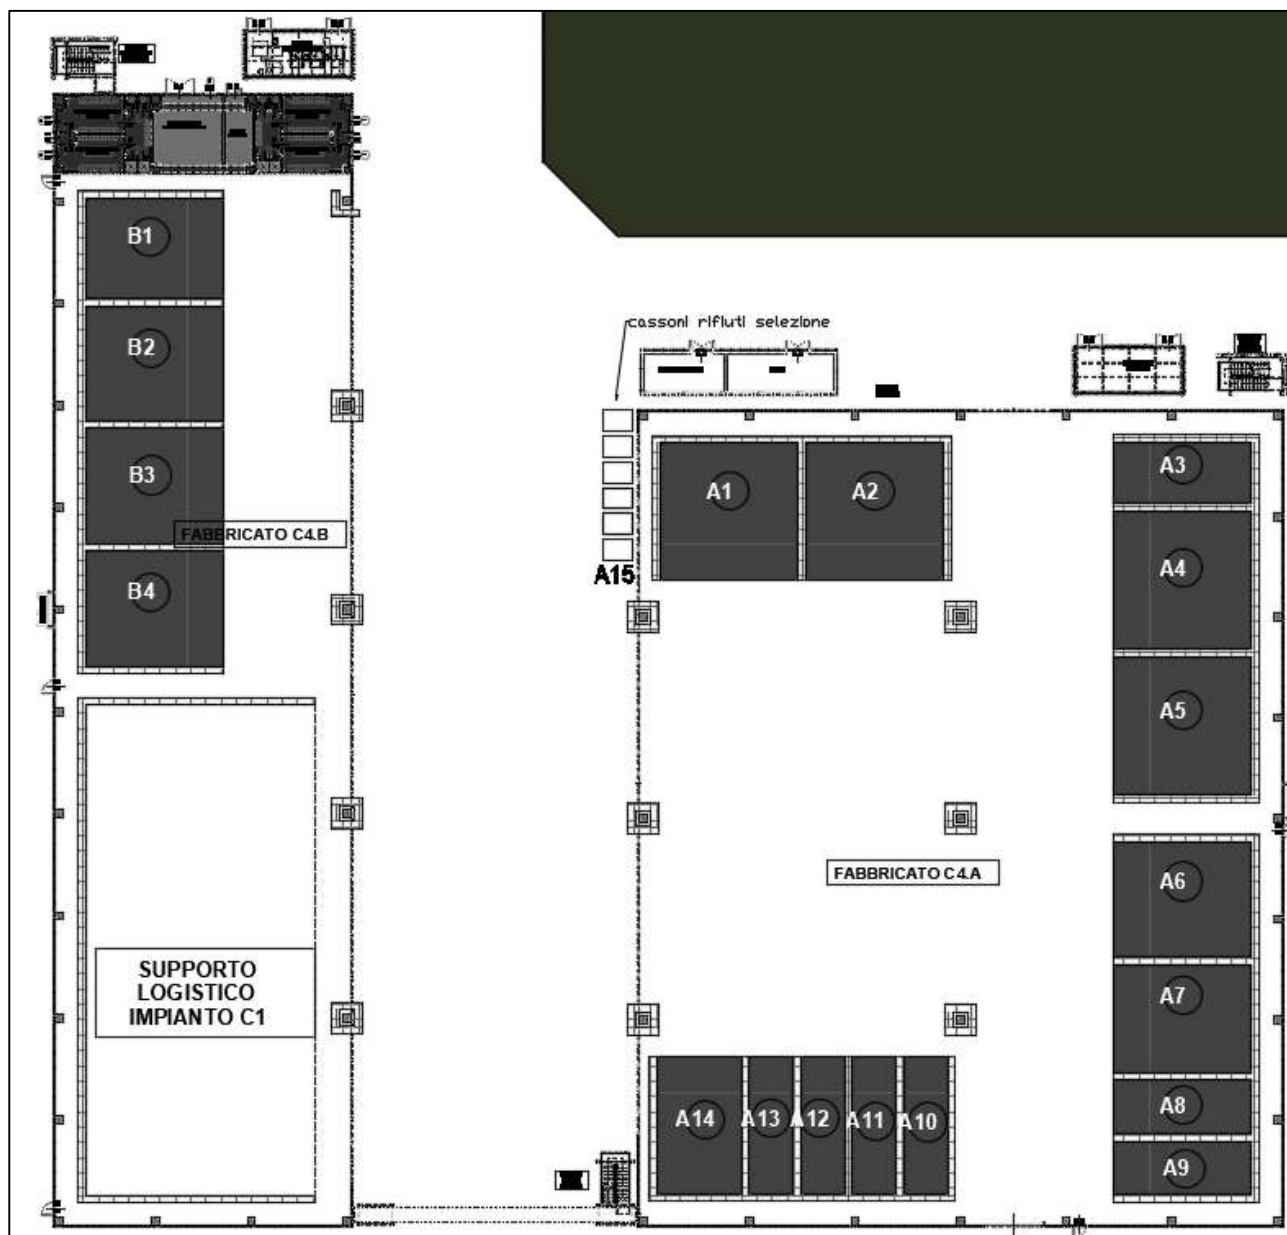 B1
B2
B3
FABBRICATO C4.B
B4
SUPPORTO
LOGISTICO
IMPIANTO C1
cassoni rifiuti selezione
A1
A2
A15
A3
A4
A5
FABBRICATO C4.A
A6
A7
A8
A9
A14
A13
A12
A11
A10